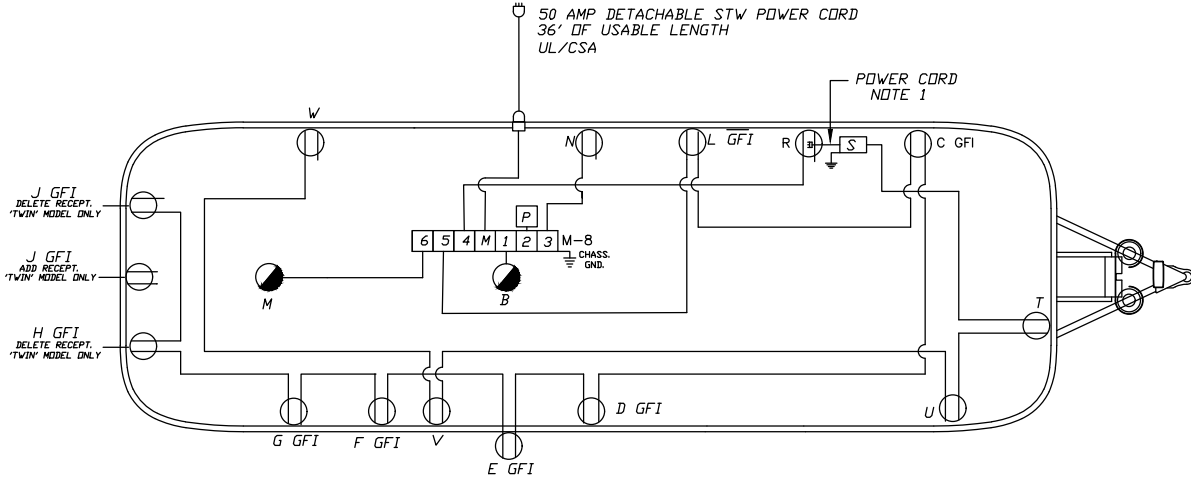 50 AMP DETACHABLE STW POWER CORD
36' OF USABLE LENGTH
UL/CSA
POWER CORD
NOTE 1
W
N
L GFI
R
S
C GFI
J GFI
DELETE RECEPT.
'TWIN' MODEL ONLY
P
6 5 4 M 1 2 3 M-8
CHASS.
GND.
J GFI
ADD RECEPT.
'TWIN' MODEL ONLY
M
B
T
H GFI
DELETE RECEPT.
'TWIN' MODEL ONLY
G GFI
F GFI
V
E GFI
D GFI
U